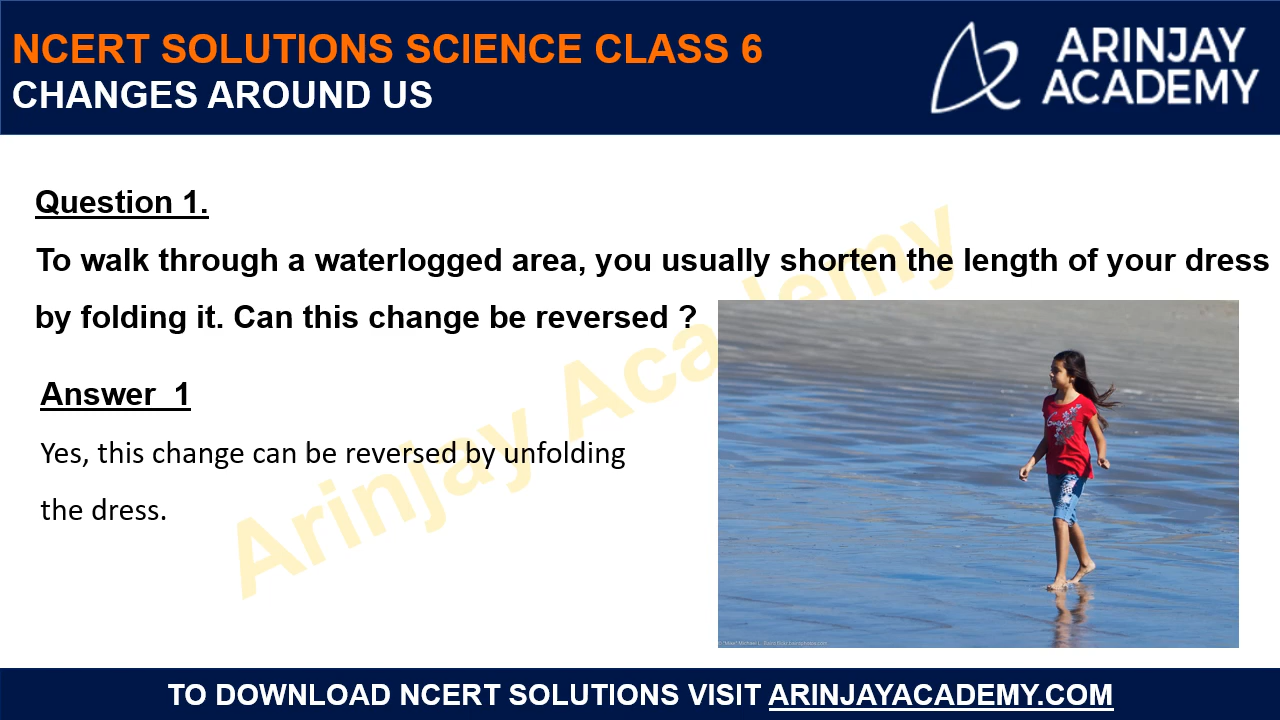 NCERT SOLUTIONS SCIENCE CLASS 6
CHANGES AROUND US
ARINJAY
ACADEMY
Question 1.
To walk through a waterlogged area, you usually shorten the length of your dress
by folding it. Can this change be reversed ?
Answer 1
Yes, this change can be reversed by unfolding
the dress.
Arinjay Academy
TO DOWNLOAD NCERT SOLUTIONS VISIT ARINJAYACADEMY.COM